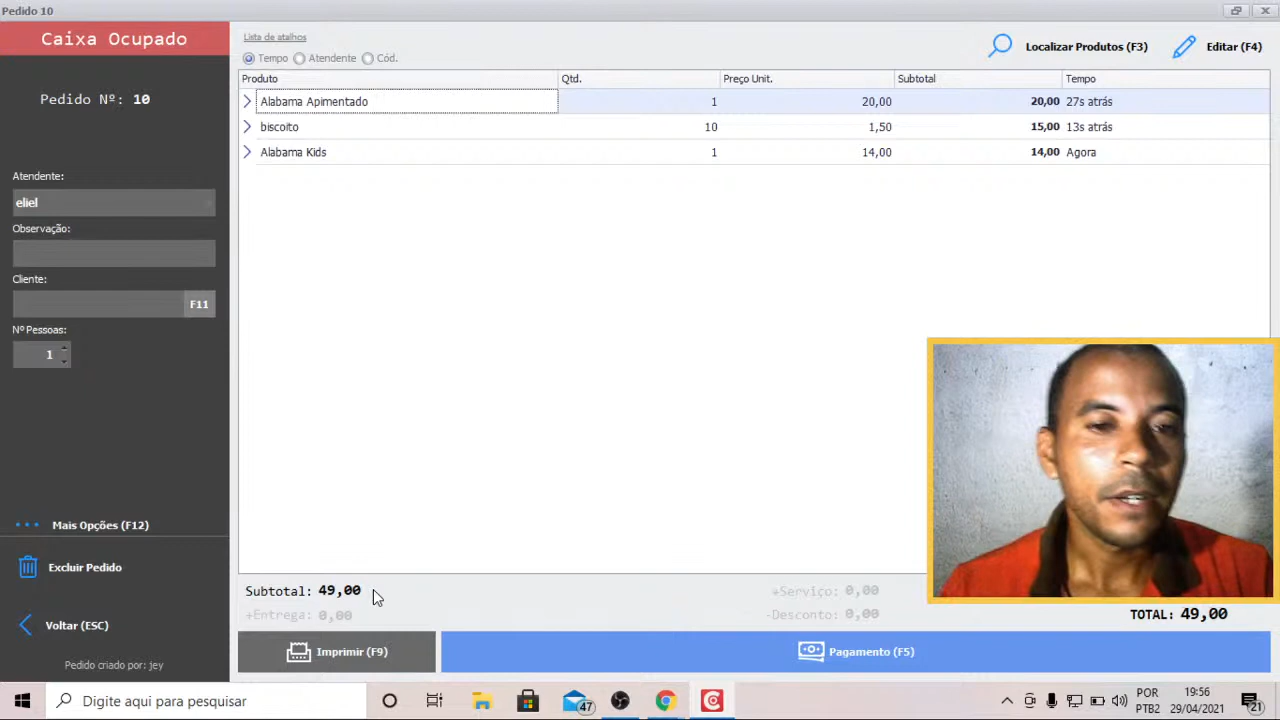 Pedido 10
Caixa Ocupado
Pedido Nº: 10
Atendente:
eliel
Observação:
Cliente:
F11
Nº Pessoas:
1
Mais Opções (F12)
Excluir Pedido
Voltar (ESC)
Pedido criado por: jey
Lista de atalhos
Tempo Atendente Cód.
Localizar Produtos (F3) Editar (F4)
Produto Qtd. Preço Unit. Subtotal Tempo
Alabama Apimentado 1 20,00 20,00 27s atrás
biscoito 10 1,50 15,00 13s atrás
Alabama Kids 1 14,00 14,00 Agora
Subtotal: 49,00 +Serviço: 0,00
+Entrega: 0,00 -Desconto: 0,00 TOTAL: 49,00
Imprimir (F9) Pagamento (F5)
Digite aqui para pesquisar
47
POR
PTB2
19:56
29/04/2021
21